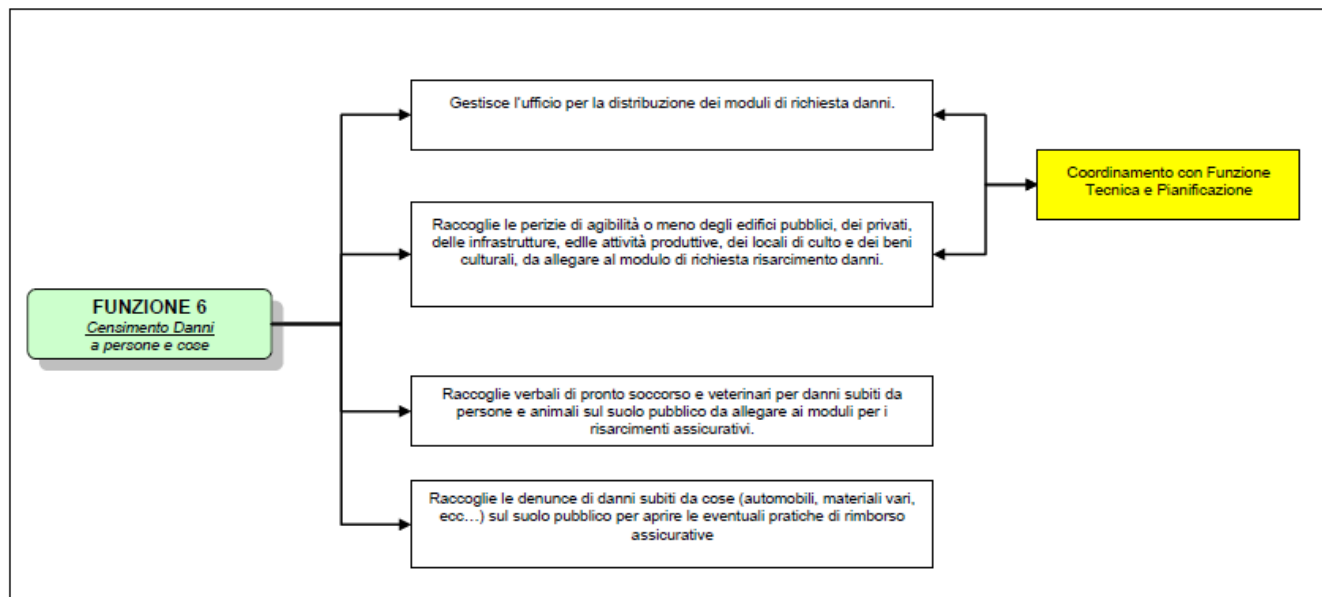 Gestisce l'ufficio per la distribuzione dei moduli di richiesta danni.
Coordinamento con Funzione
Tecnica e Pianificazione
Raccoglie le perizie di agibilità o meno degli edifici pubblici, dei privati,
delle infrastrutture, edlle attività produttive, dei locali di culto e dei beni
culturali, da allegare al modulo di richiesta risarcimento danni.
FUNZIONE 6
Censimento Danni
a persone e cose
Raccoglie verbali di pronto soccorso e veterinari per danni subiti da
persone e animali sul suolo pubblico da allegare ai moduli per i
risarcimenti assicurativi.
Raccoglie le denunce di danni subiti da cose (automobili, materiali vari,
ecc...) sul suolo pubblico per aprire le eventuali pratiche di rimborso
assicurative